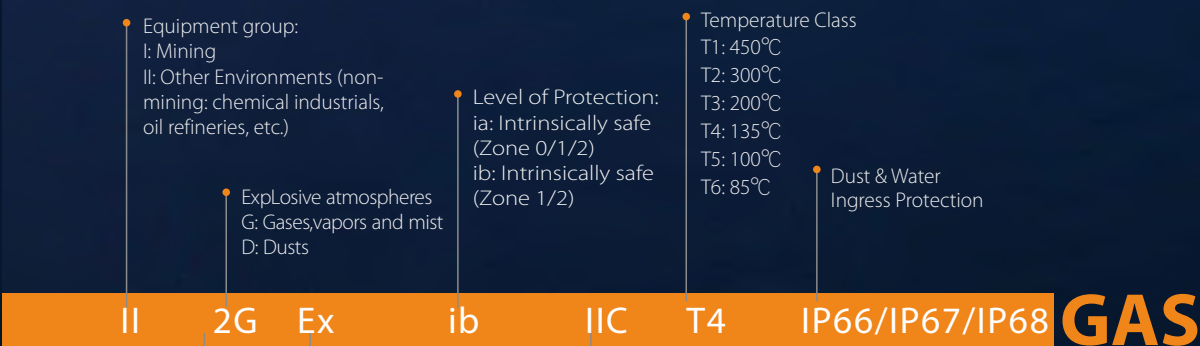 Equipment group:
I: Mining
II: Other Environments (non-
mining: chemical industrials,
oil refineries, etc.)
ExpLosive atmospheres
G: Gases,vapors and mist
D: Dusts
Level of Protection:
ia: Intrinsically safe
(Zone 0/1/2)
ib: Intrinsically safe
(Zone 1/2)
Temperature Class
T1: 450℃
T2: 300℃
T3: 200℃
T4: 135℃
T5: 100℃
T6: 85℃
Dust & Water
Ingress Protection
II 2G Ex ib IIC T4 IP66/IP67/IP68 GAS